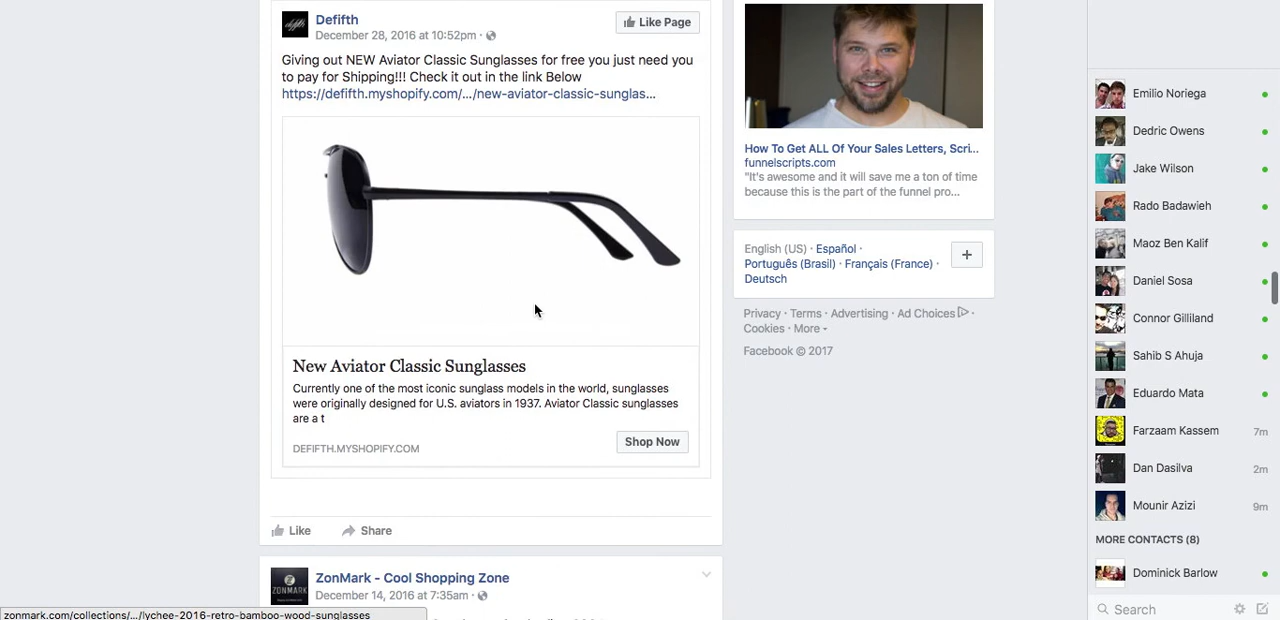 Defifth
December 28, 2016 at 10:52pm ·
Like Page
Giving out NEW Aviator Classic Sunglasses for free you just need you
to pay for Shipping!!! Check it out in the link Below
https://defifth.myshopify.com/.../new-aviator-classic-sunglas...
New Aviator Classic Sunglasses
Currently one of the most iconic sunglass models in the world, sunglasses
were originally designed for U.S. aviators in 1937. Aviator Classic sunglasses
are a t
DEFIFTH.MYSHOPIFY.COM
Shop Now
Like
Share
ZonMark - Cool Shopping Zone
December 14, 2016 at 7:35am ·
ZONMARK
zonmark.com/collections/.../lychee-2016-retro-bamboo-wood-sunglasses
How To Get ALL Of Your Sales Letters, Scri...
funnelscripts.com
"It's awesome and it will save me a ton of time
because this is the part of the funnel pro...
English (US) · Español ·
Português (Brasil) · Français (France) ·
Deutsch
Privacy · Terms · Advertising · Ad Choices ·
Cookies · More
Facebook © 2017
Emilio Noriega
Dedric Owens
Jake Wilson
Rado Badawieh
Maoz Ben Kalif
Daniel Sosa
Connor Gilliland
Sahib S Ahuja
Eduardo Mata
Farzaam Kassem 7m
Dan Dasilva 2m
Mounir Azizi 9m
MORE CONTACTS (8)
Dominick Barlow
Search